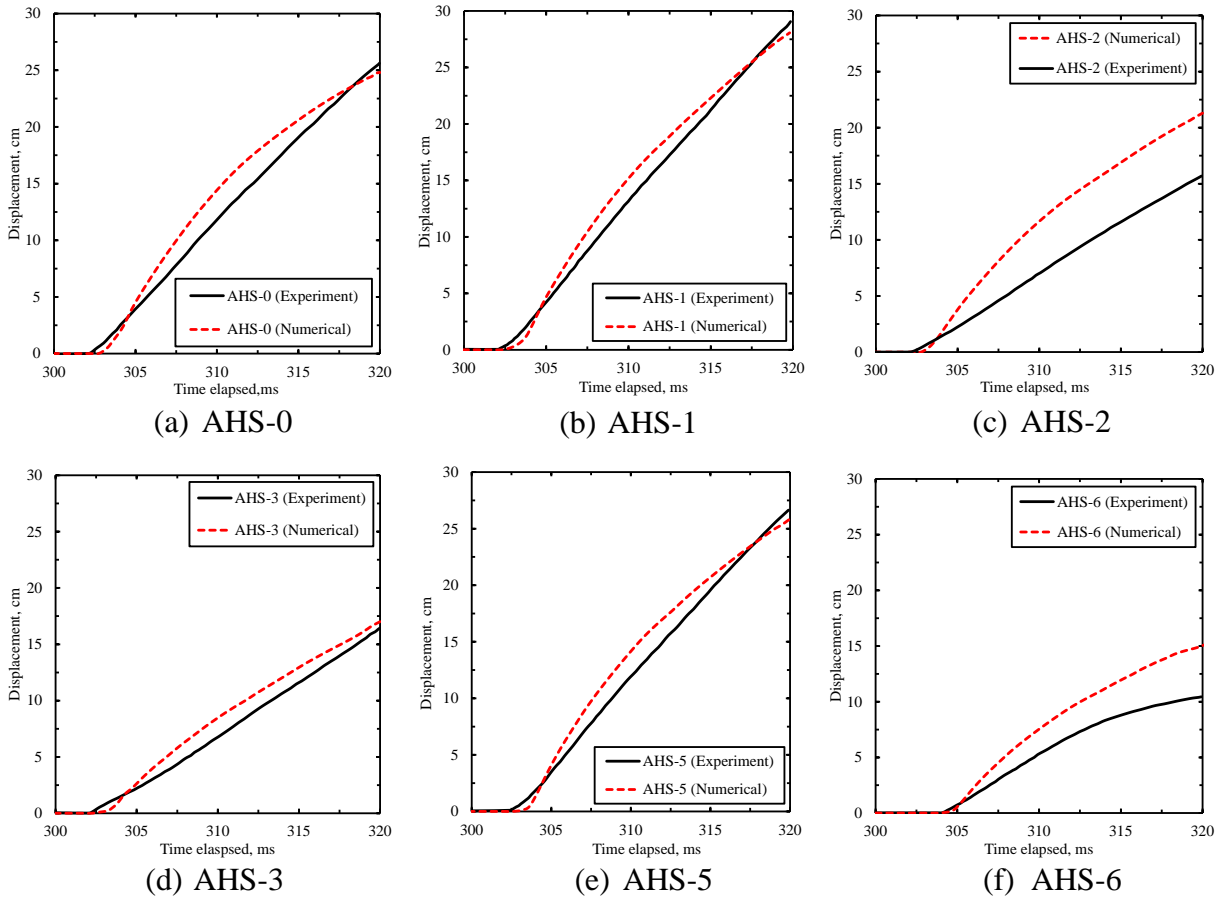 30
25
20
15
10
5
0
Displacement, cm
AHS-0 (Experiment)
AHS-0 (Numerical)
300 305 310 315 320
Time elapsed,ms
(a) AHS-0
30
25
20
15
10
5
0
Displacement, cm
AHS-1 (Experiment)
AHS-1 (Numerical)
300 305 310 315 320
Time elapsed, ms
(b) AHS-1
30
25
20
15
10
5
0
Displacement, cm
AHS-2 (Numerical)
AHS-2 (Experiment)
300 305 310 315 320
Time elapsed, ms
(c) AHS-2
30
25
20
15
10
5
0
Displacement, cm
AHS-3 (Experiment)
AHS-3 (Numerical)
300 305 310 315 320
Time elaspsed, ms
(d) AHS-3
30
25
20
15
10
5
0
Displacement, cm
AHS-5 (Experiment)
AHS-5 (Numerical)
300 305 310 315 320
Time elapsed, ms
(e) AHS-5
30
25
20
15
10
5
0
Displacement, cm
AHS-6 (Experiment)
AHS-6 (Numerical)
300 305 310 315 320
Time elapsed, ms
(f) AHS-6